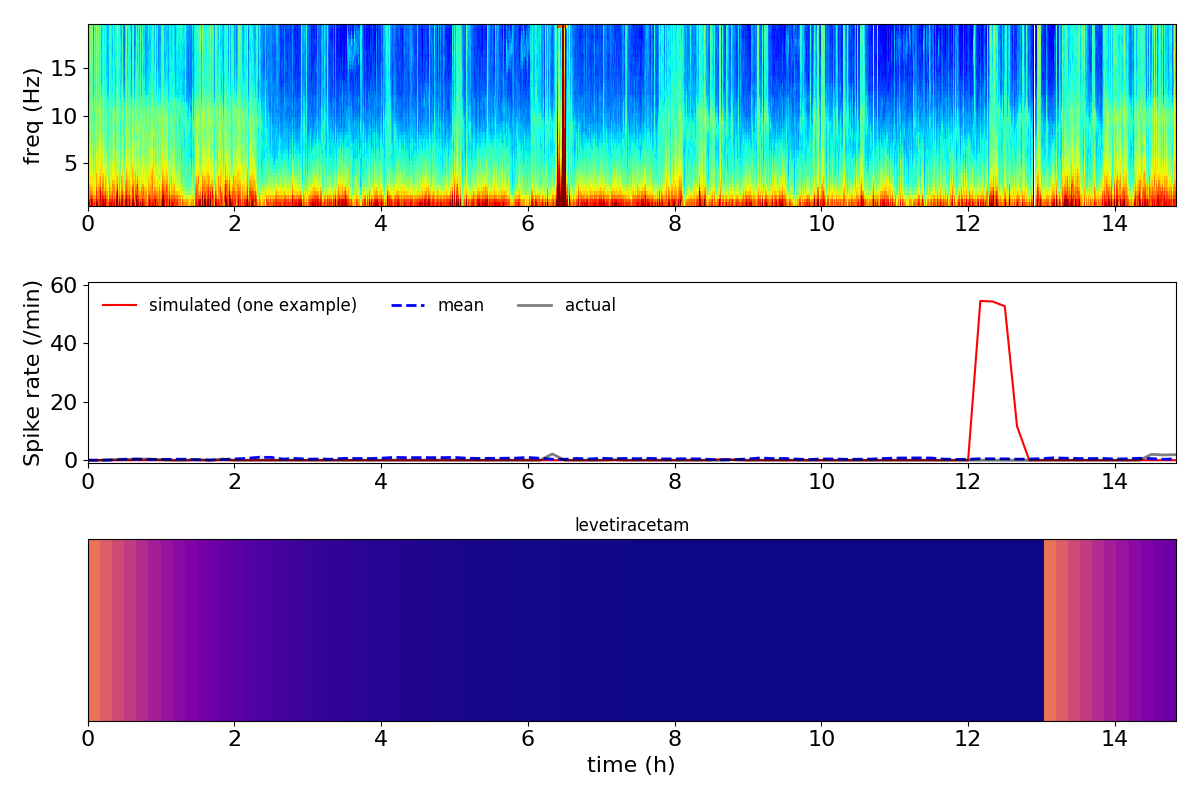 freq (Hz)
15
10
5
0 2 4 6 8 10 12 14
Spike rate (/min)
60
40
20
0
simulated (one example) mean actual
0 2 4 6 8 10 12 14
levetiracetam
0 2 4 6 8 10 12 14
time (h)